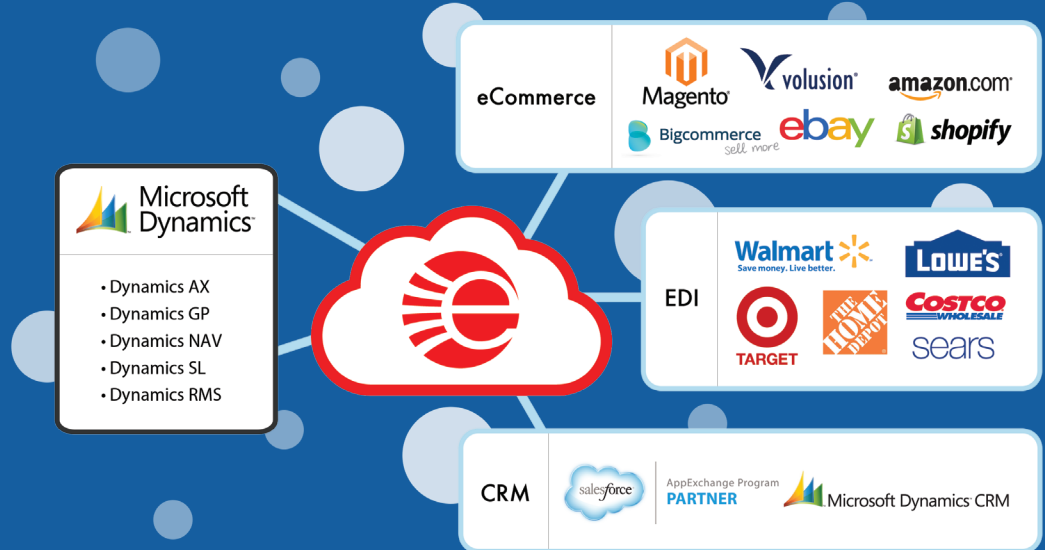 Microsoft
Dynamics™
• Dynamics AX
• Dynamics GP
• Dynamics NAV
• Dynamics SL
• Dynamics RMS
e
eCommerce
Magento®
volusion®
amazon.com®
Bigcommerce
sell more
ebay
S shopify
EDI
Walmart
Save money. Live better.
LOWE'S
TARGET
THE
HOME
DEPOT
COSTCO
WHOLESALE
sears
CRM
salesforce
AppExchange Program
PARTNER
Microsoft Dynamics® CRM